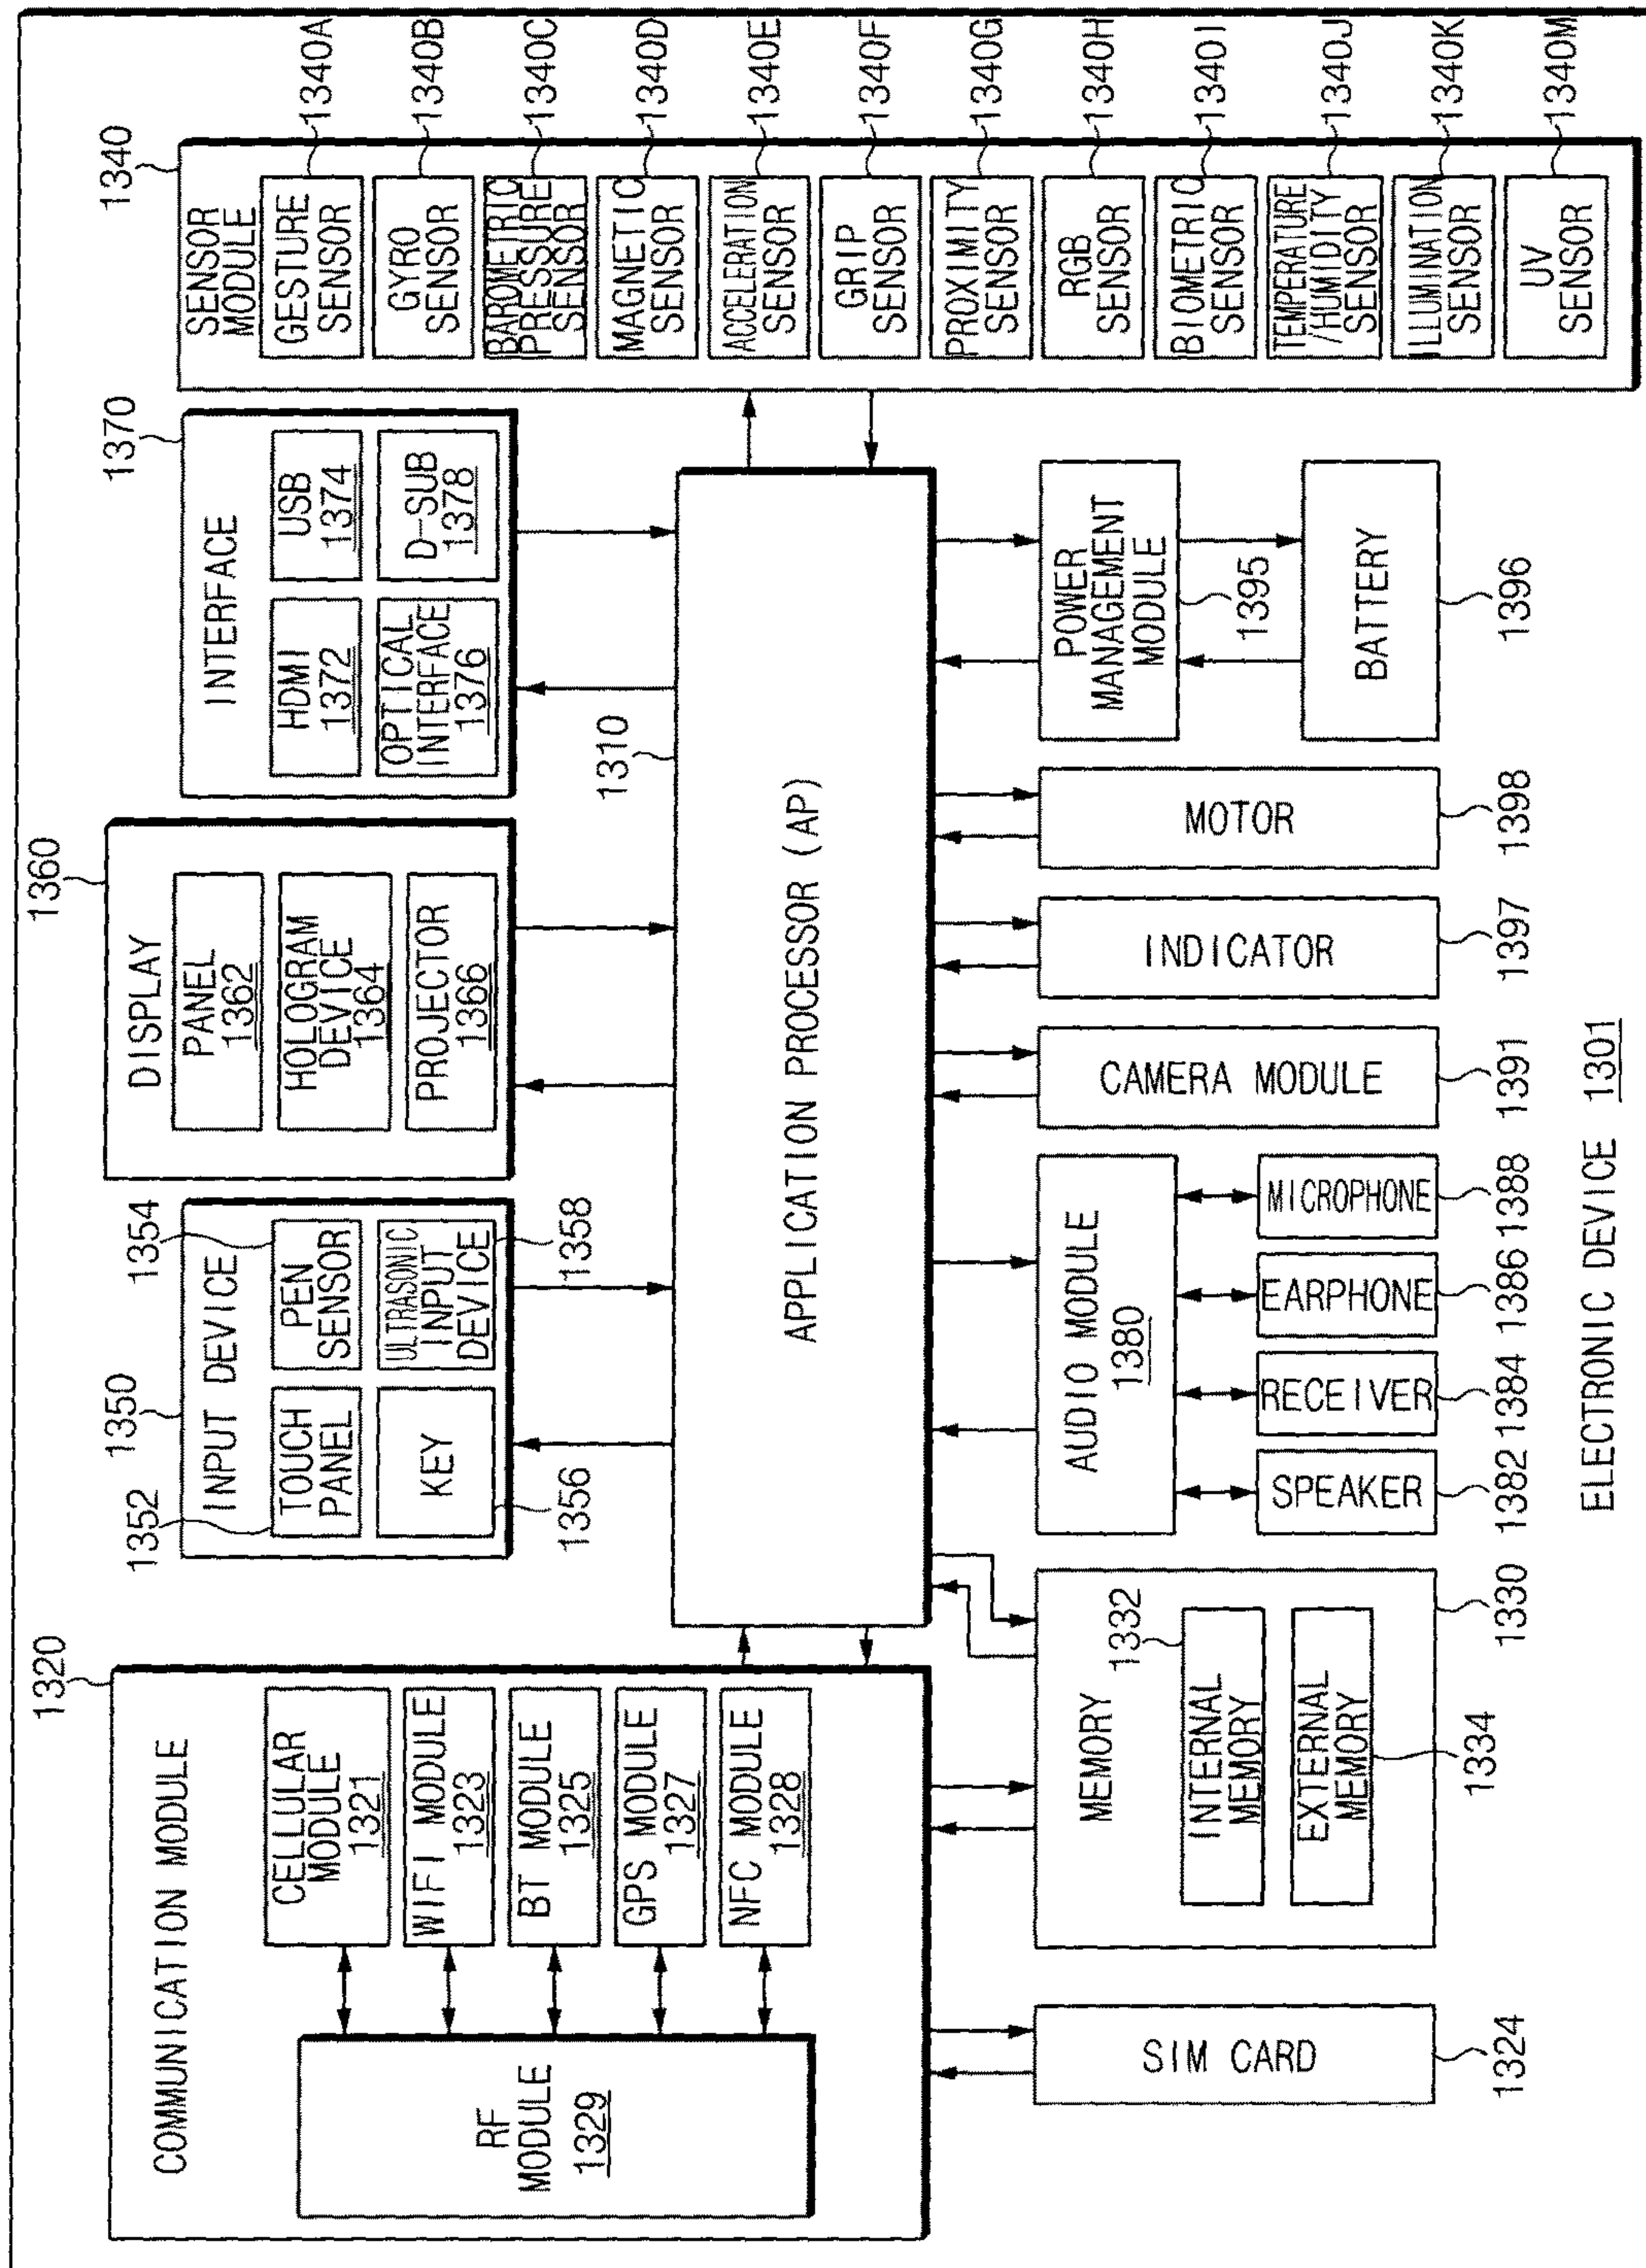 1320
COMMUNICATION MODULE
RF
MODULE
1329
CELLULAR
MODULE
1321
WIFI MODULE
1323
BT MODULE
1325
GPS MODULE
1327
NFC MODULE
1328
1350
INPUT DEVICE
1352
TOUCH
PANEL
1354
PEN
SENSOR
KEY
1356
ULTRASONIC
INPUT
DEVICE
1358
1360
DISPLAY
PANEL
1362
HOLOGRAM
DEVICE
1364
PROJECTOR
1366
1370
INTERFACE
HDMI
1372
USB
1374
OPTICAL
INTERFACE
1376
D-SUB
1378
1340
SENSOR
MODULE
GESTURE
SENSOR
1340A
GYRO
SENSOR
1340B
BAROMETRIC
PRESSURE
SENSOR
1340C
MAGNETIC
SENSOR
1340D
ACCELERATION
SENSOR
1340E
GRIP
SENSOR
1340F
PROXIMITY
SENSOR
1340G
RGB
SENSOR
1340H
BIOMETRIC
SENSOR
1340I
TEMPERATURE
/HUMIDITY
SENSOR
1340J
ILLUMINATION
SENSOR
1340K
UV
SENSOR
1340M
1310
APPLICATION PROCESSOR (AP)
SIM CARD
1324
MEMORY
1332
INTERNAL
MEMORY
EXTERNAL
MEMORY
1334
1330
AUDIO MODULE
1380
SPEAKER
1382
RECEIVER
1384
EARPHONE
1386
MICROPHONE
1388
CAMERA MODULE
1391
INDICATOR
1397
MOTOR
1398
POWER
MANAGEMENT
MODULE
1395
BATTERY
1396
ELECTRONIC DEVICE 1301